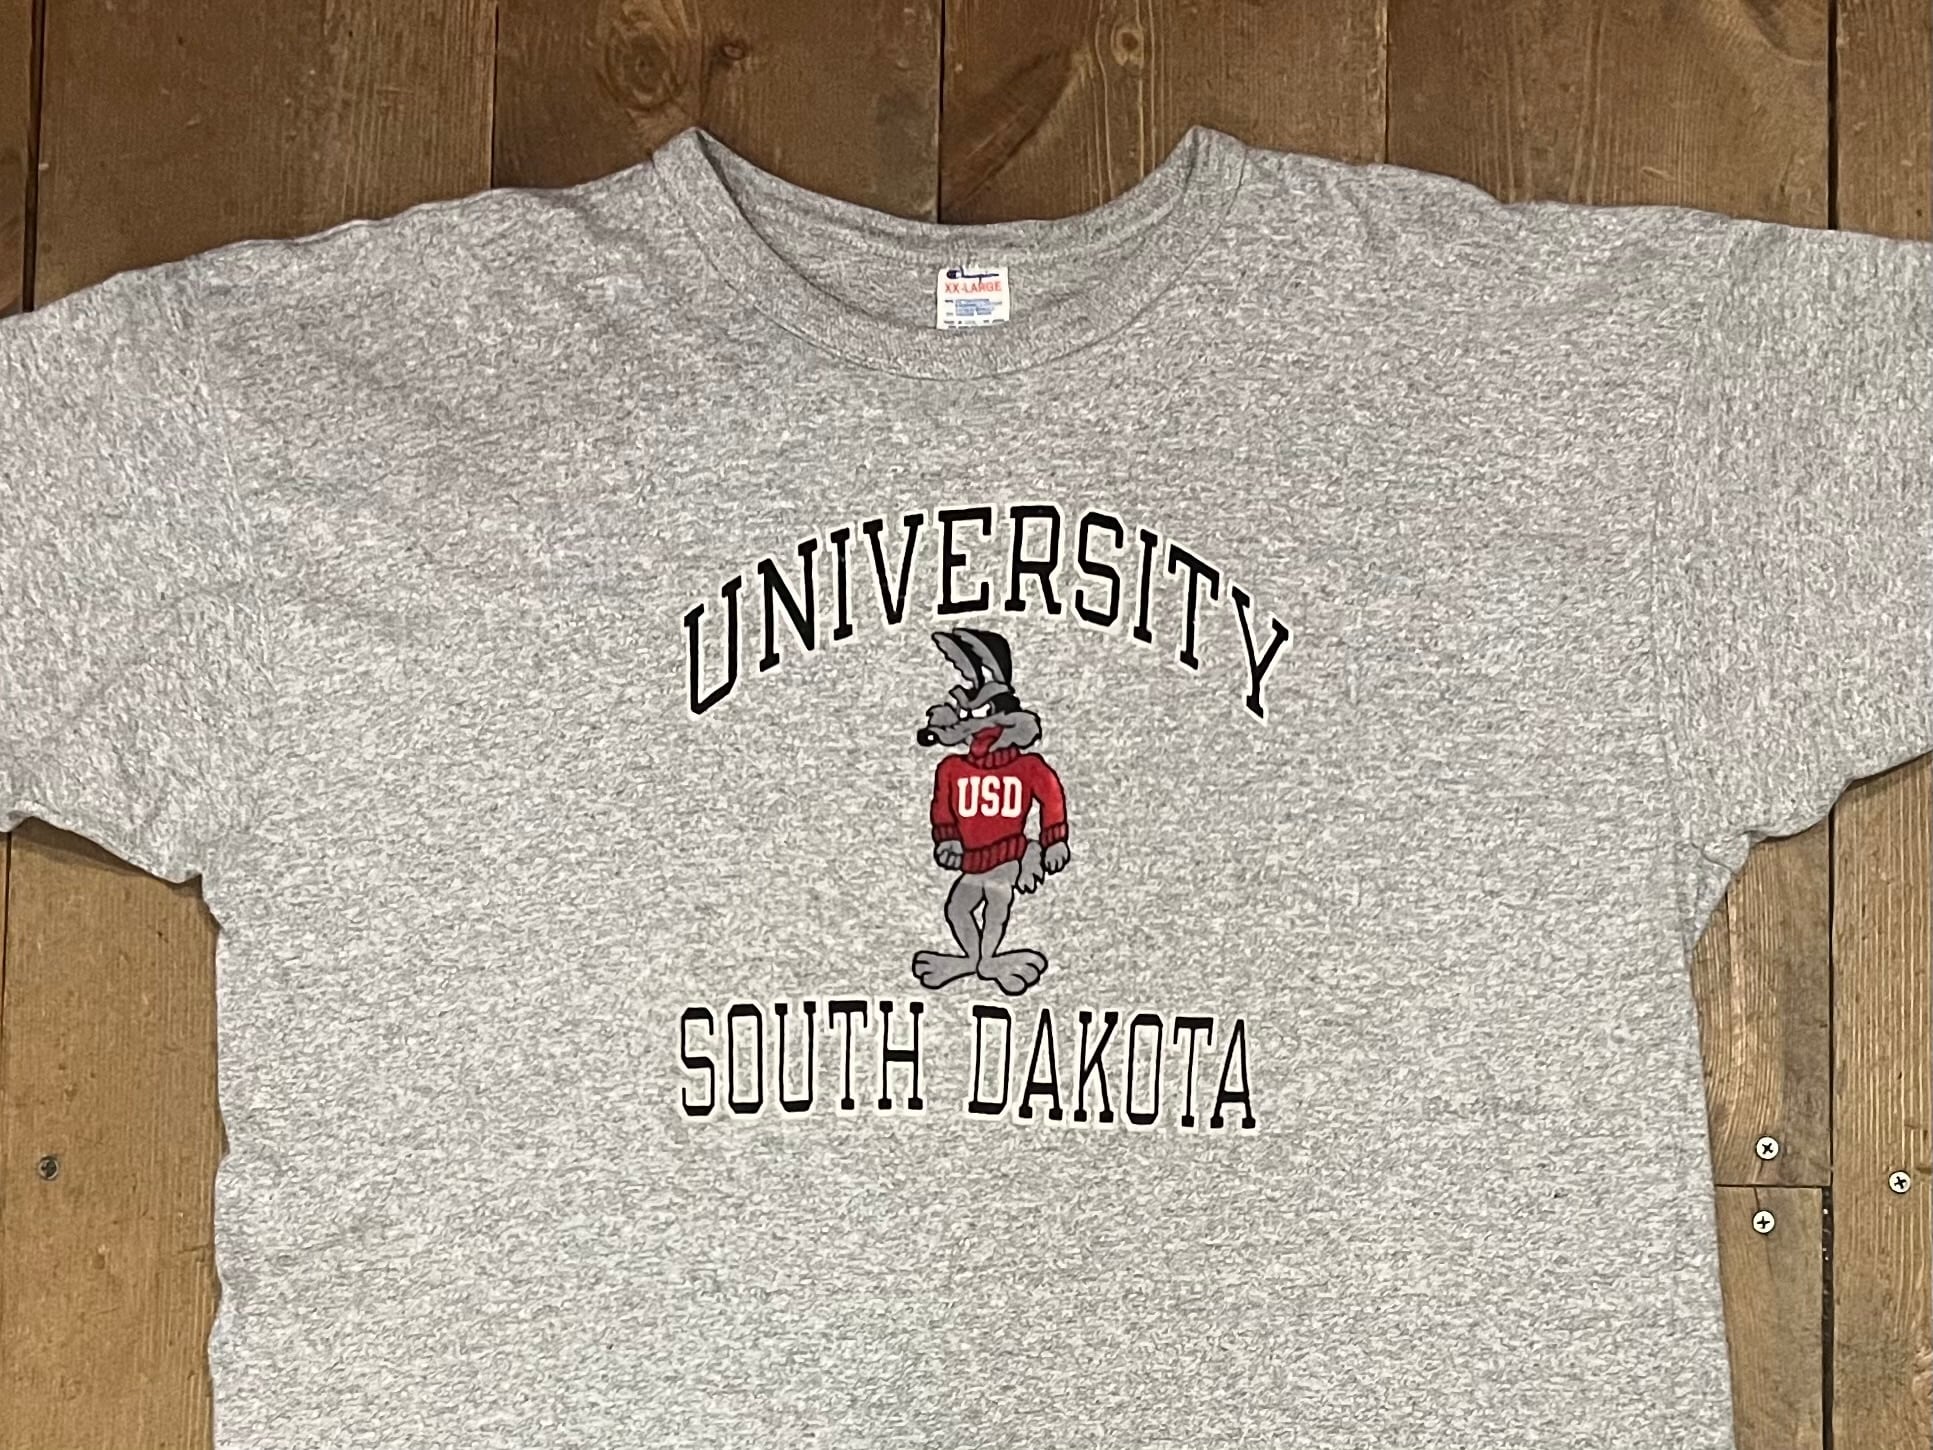 XX-LARGE
UNIVERSITY
USD
SOUTH DAKOTA